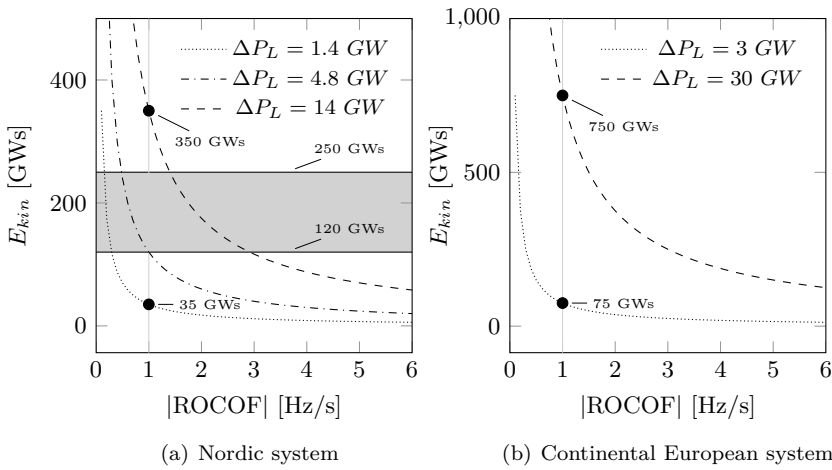 ΔP_L = 1.4 GW
ΔP_L = 4.8 GW
ΔP_L = 14 GW
400
200
0
E_kin [GWs]
350 GWs
250 GWs
120 GWs
35 GWs
0 1 2 3 4 5 6
|ROCOF| [Hz/s]
(a) Nordic system
ΔP_L = 3 GW
ΔP_L = 30 GW
1,000
500
0
E_kin [GWs]
750 GWs
75 GWs
0 1 2 3 4 5 6
|ROCOF| [Hz/s]
(b) Continental European system